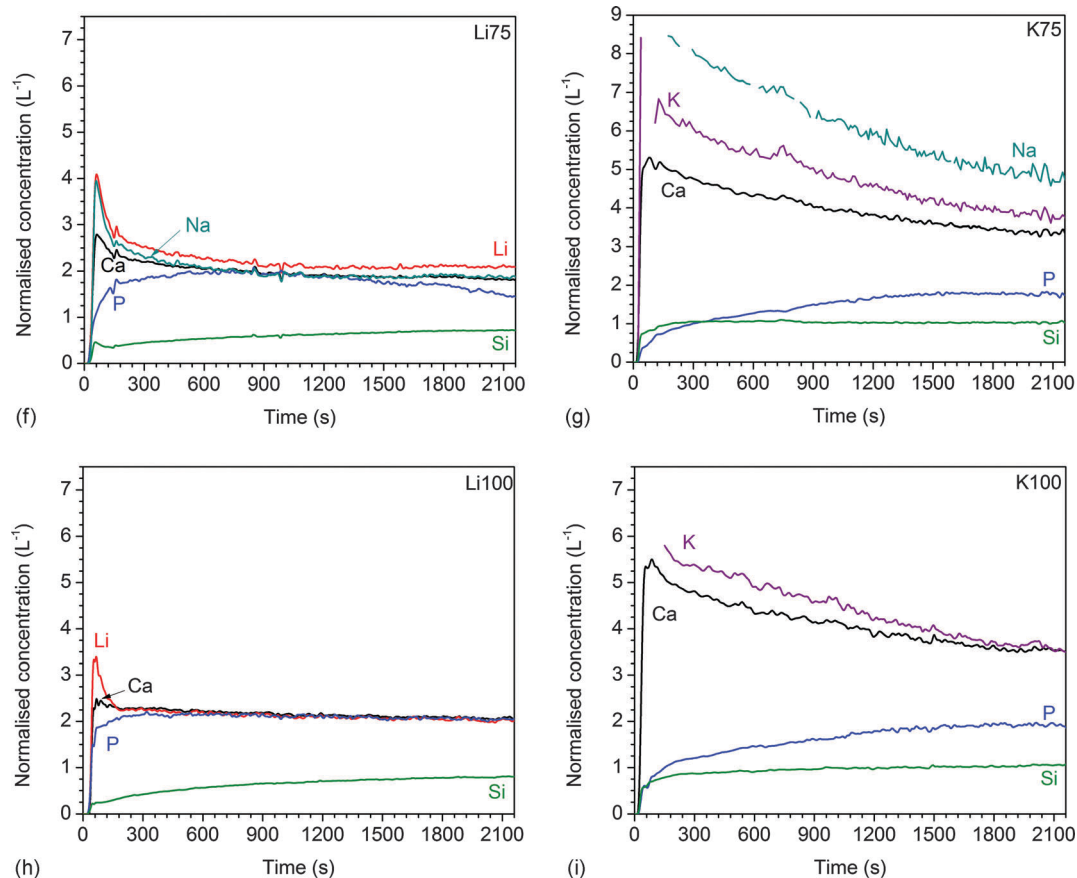 Li75
Normalised concentration (L⁻¹)
7
6
5
4
3
2
1
0
Na
Ca
Li
P
Si
0 300 600 900 1200 1500 1800 2100
Time (s)
(f)
K75
Normalised concentration (L⁻¹)
9
8
7
6
5
4
3
2
1
0
K
Na
Ca
P
Si
0 300 600 900 1200 1500 1800 2100
Time (s)
(g)
Li100
Normalised concentration (L⁻¹)
7
6
5
4
3
2
1
0
Li
Ca
P
Si
0 300 600 900 1200 1500 1800 2100
Time (s)
(h)
K100
Normalised concentration (L⁻¹)
7
6
5
4
3
2
1
0
K
Ca
P
Si
0 300 600 900 1200 1500 1800 2100
Time (s)
(i)